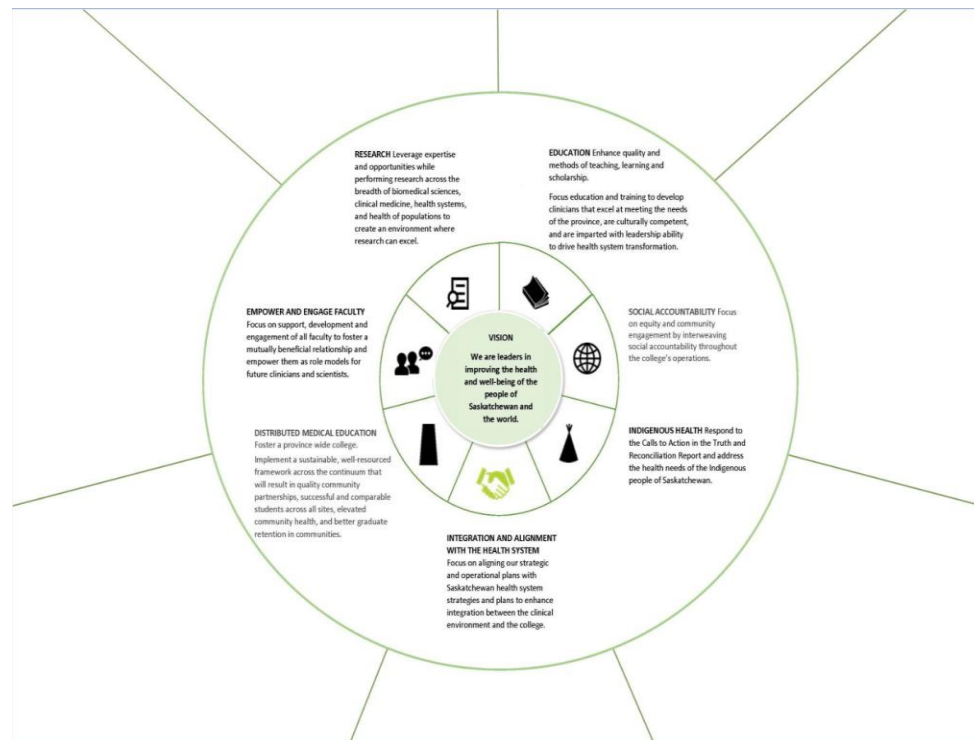 RESEARCH Leverage expertise
and opportunities while
performing research across the
breadth of biomedical sciences,
clinical medicine, health systems,
and health of populations to
create an environment where
research can excel.
EDUCATION Enhance quality and
methods of teaching, learning and
scholarship.
Focus education and training to develop
clinicians that excel at meeting the needs
of the province, are culturally competent,
and are imparted with leadership ability
to drive health system transformation.
EMPOWER AND ENGAGE FACULTY
Focus on support, development and
engagement of all faculty to foster a
mutually beneficial relationship and
empower them as role models for
future clinicians and scientists.
VISION
We are leaders in
improving the health
and well-being of the
people of
Saskatchewan and
the world.
SOCIAL ACCOUNTABILITY Focus
on equity and community
engagement by interweaving
social accountability throughout
the college's operations.
DISTRIBUTED MEDICAL EDUCATION
Foster a province wide college.
Implement a sustainable, well-resourced
framework across the continuum that
will result in quality community
partnerships, successful and comparable
students across all sites, elevated
community health, and better graduate
retention in communities.
INDIGENOUS HEALTH Respond to
the Calls to Action in the Truth and
Reconciliation Report and address
the health needs of the Indigenous
people of Saskatchewan.
INTEGRATION AND ALIGNMENT
WITH THE HEALTH SYSTEM
Focus on aligning our strategic
and operational plans with
Saskatchewan health system
strategies and plans to enhance
integration between the clinical
environment and the college.